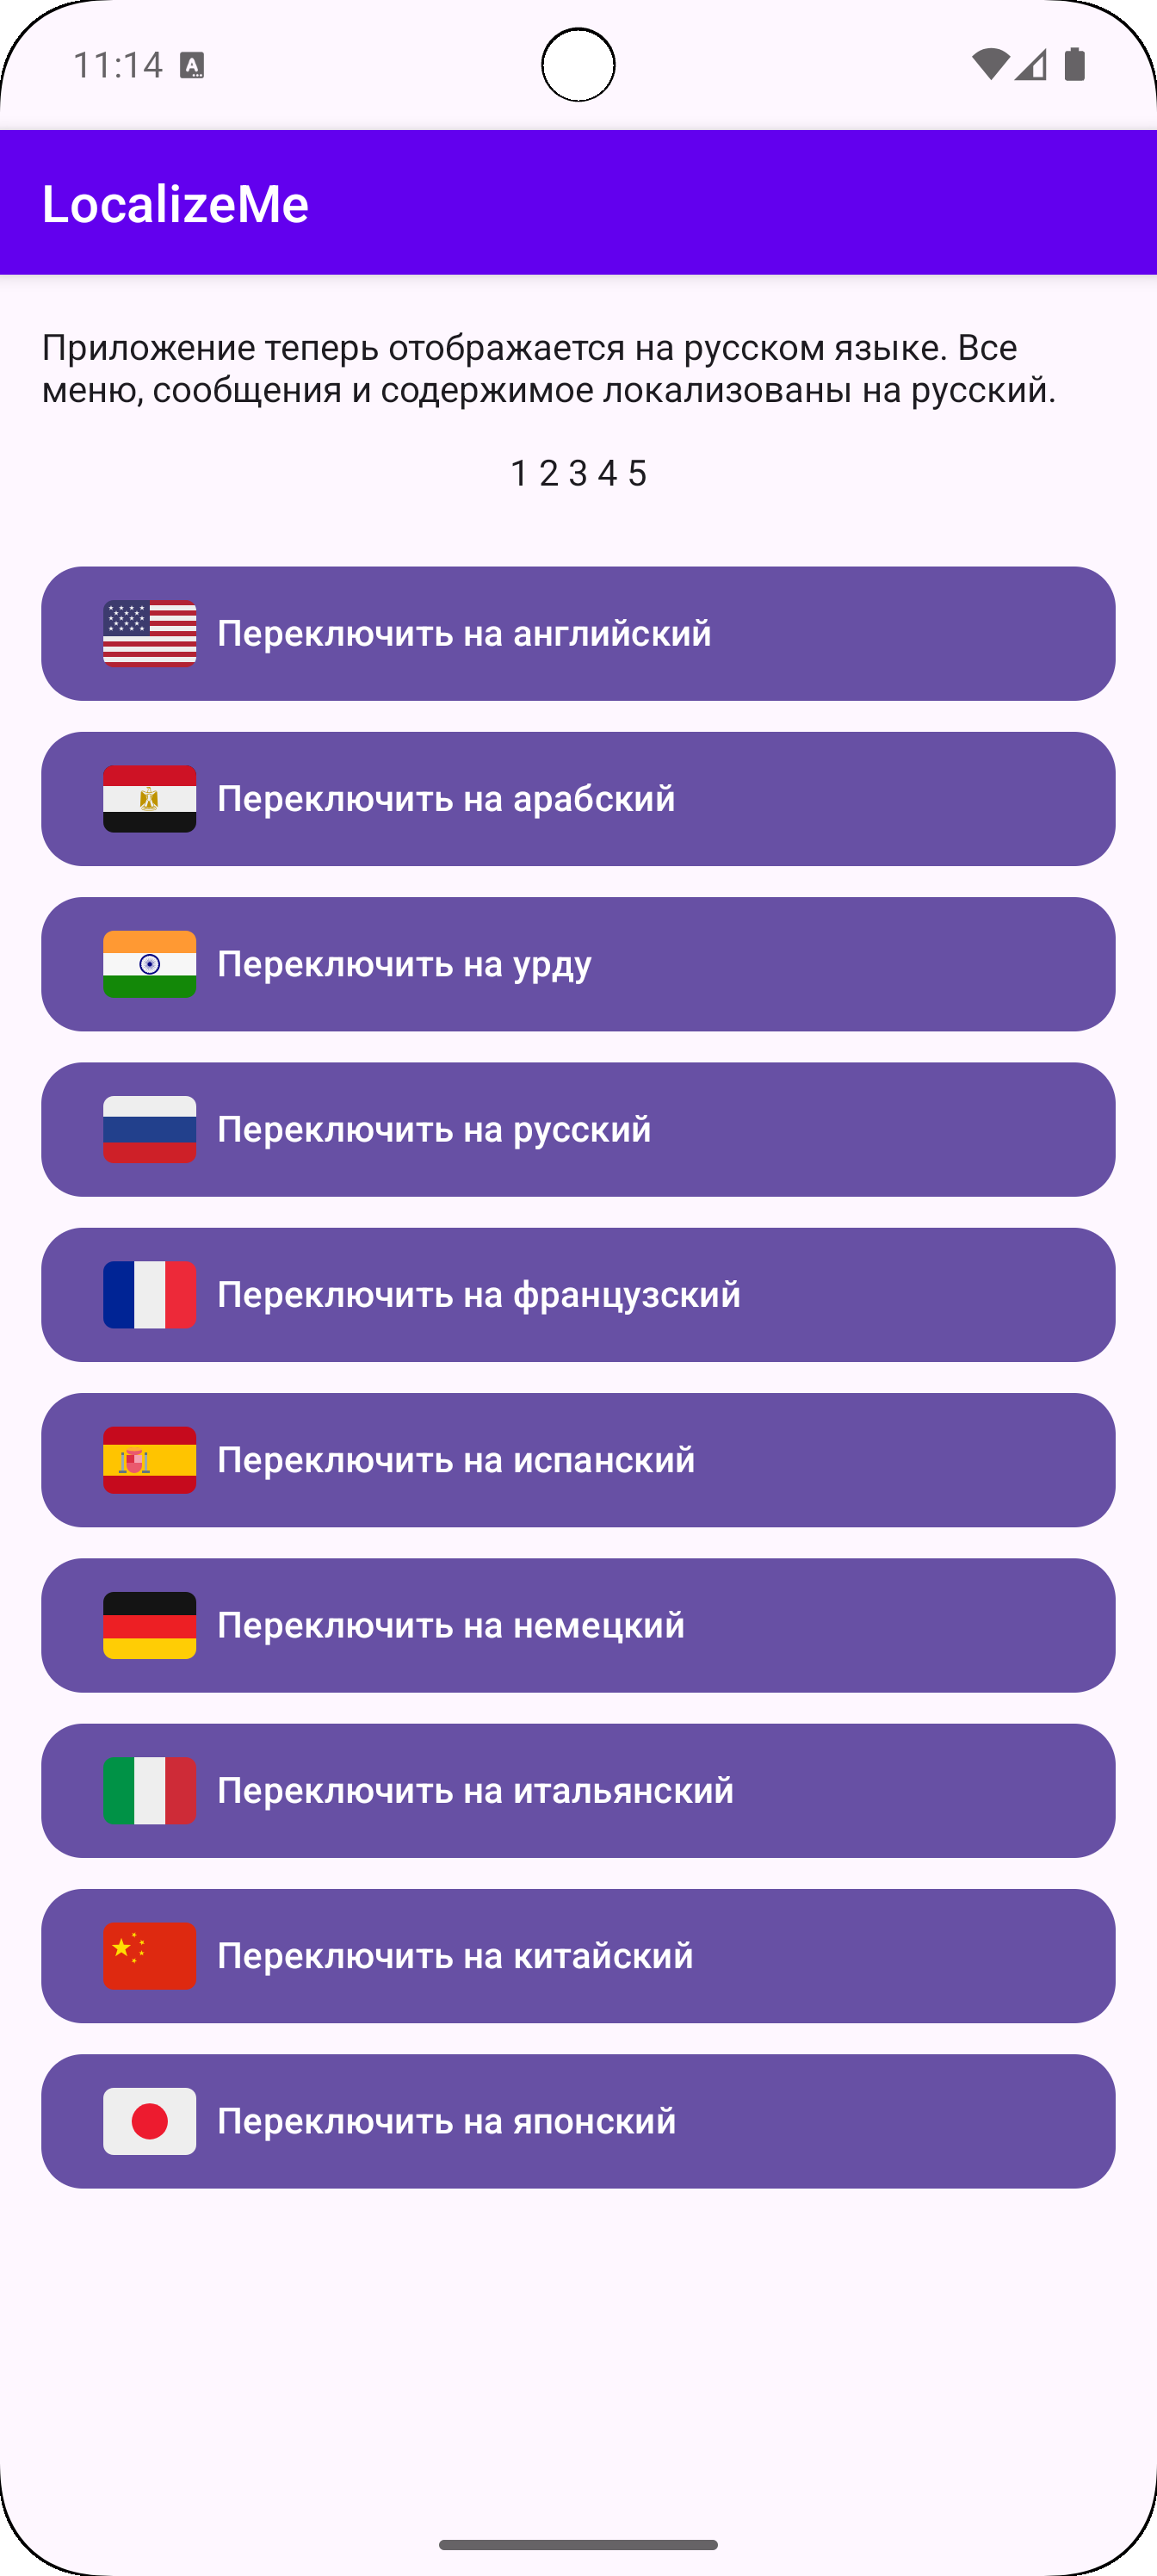 11:14
LocalizeMe
Приложение теперь отображается на русском языке. Все
меню, сообщения и содержимое локализованы на русский.
1 2 3 4 5
Переключить на английский
Переключить на арабский
Переключить на урду
Переключить на русский
Переключить на французский
Переключить на испанский
Переключить на немецкий
Переключить на итальянский
Переключить на китайский
Переключить на японский